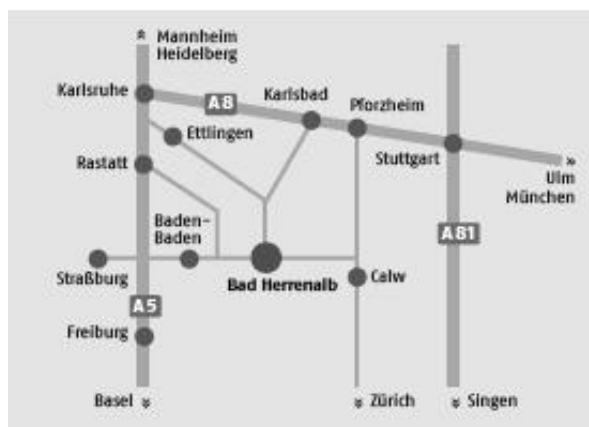 Mannheim
Heidelberg
Karlsruhe
A8
Karlsbad
Pforzheim
Ettlingen
Stuttgart
Rastatt
Ulm
München
Baden-
Baden
A81
Straßburg
Bad Herrenalb
Calw
A5
Freiburg
Basel
Zürich
Singen